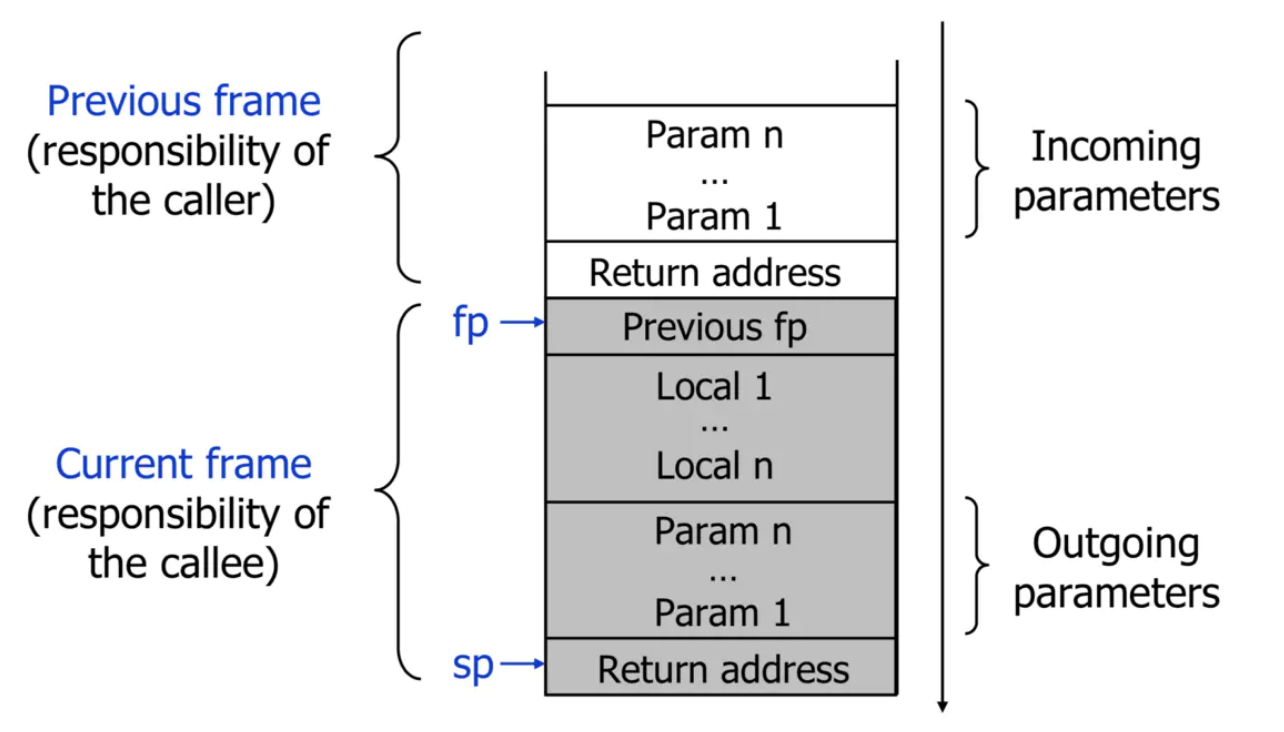 Previous frame
(responsibility of
the caller)
Param n
...
Param 1
Incoming
parameters
Return address
fp
Previous fp
Local 1
...
Local n
Current frame
(responsibility of
the callee)
Param n
...
Param 1
Outgoing
parameters
sp
Return address